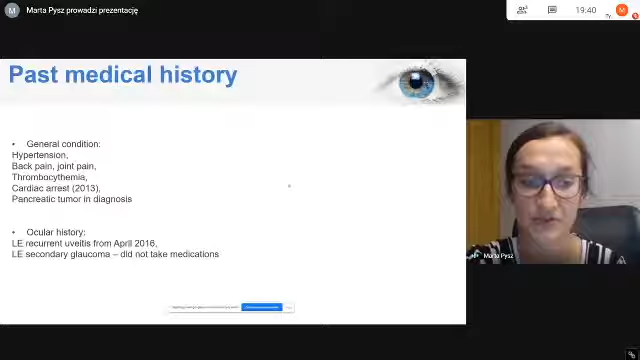 M Marta Pysz prowadzi prezentację
19:40
M
Ty
Past medical history
• General condition:
Hypertension,
Back pain, joint pain,
Thrombocythemia,
Cardiac arrest (2013),
Pancreatic tumor in diagnosis
• Ocular history:
LE recurrent uveitis from April 2016,
LE secondary glaucoma – did not take medications
Marta Pysz